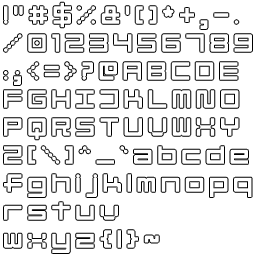 !"#$%&'()*+,-.
/0123456789
:;<=>?@ABCDE
FGHIJKLMNO
PQRSTUVWXY
Z[\]^_`abcde
fghijklmnopq
rstuv
wxyz{|}~